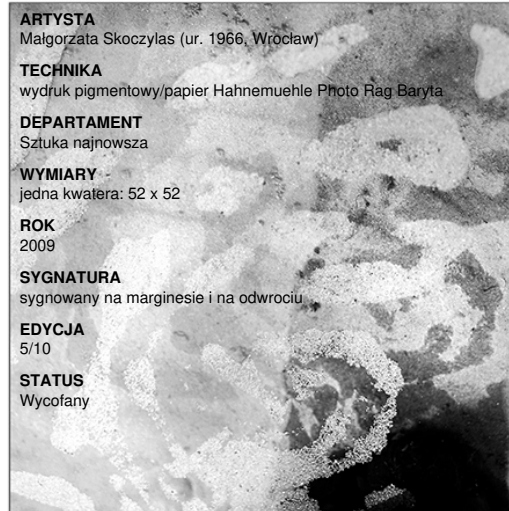 ARTYSTA
Małgorzata Skoczylas (ur. 1966, Wrocław)
TECHNIKA
wydruk pigmentowy/papier Hahnemuehle Photo Rag Baryta
DEPARTAMENT
Sztuka najnowsza
WYMIARY
jedna kwatera: 52 x 52
ROK
2009
SYGNATURA
sygnowany na marginesie i na odwrociu
EDYCJA
5/10
STATUS
Wycofany